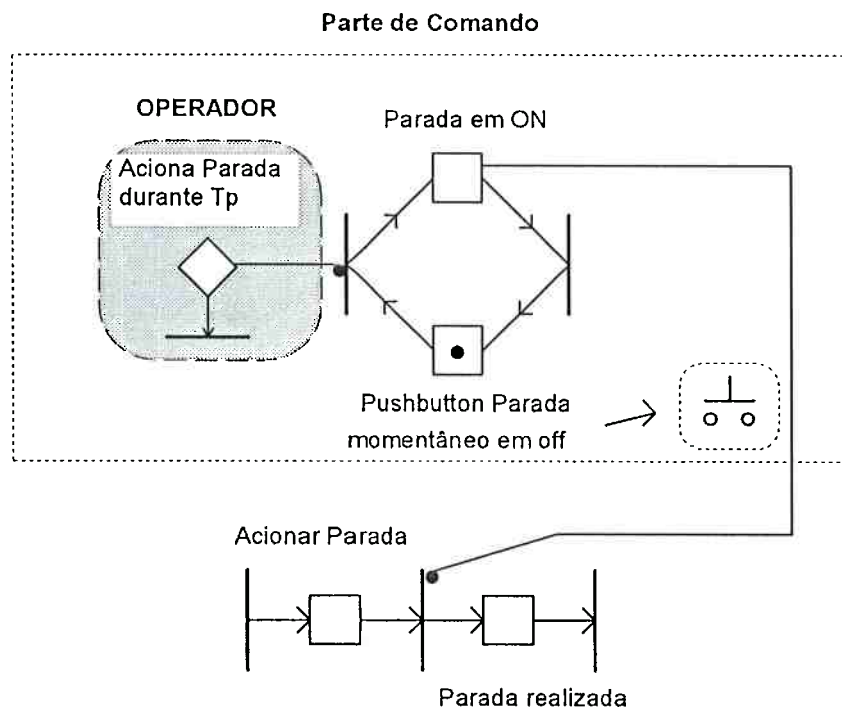 Parte de Comando
OPERADOR
Parada em ON
Aciona Parada
durante Tp
Pushbutton Parada
momentâneo em off
Acionar Parada
Parada realizada